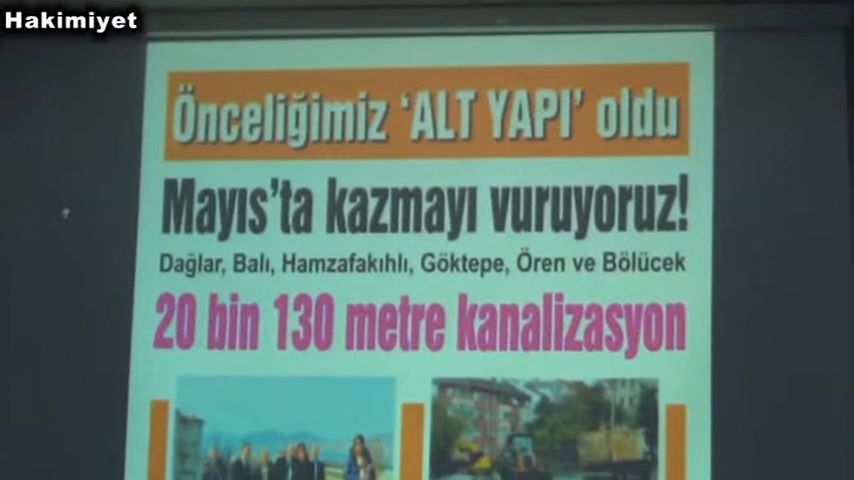 Hakimiyet
Önceliğimiz 'ALT YAPI' oldu
Mayıs'ta kazmayı vuruyoruz!
Dağlar, Balı, Hamzafakıhlı, Göktepe, Ören ve Bölücek
20 bin 130 metre kanalizasyon